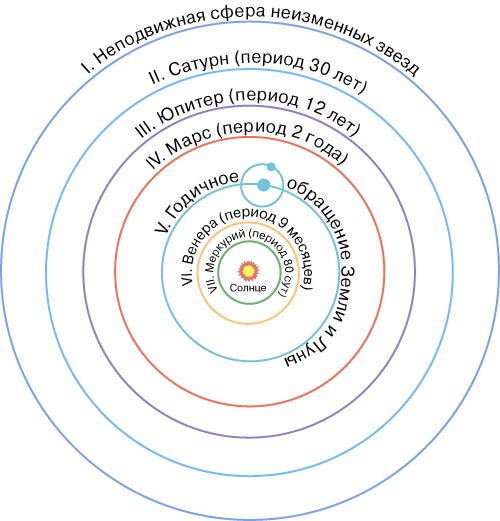 I. Неподвижная сфера неизменных звезд
II. Сатурн (период 30 лет)
III. Юпитер (период 12 лет)
IV. Марс (период 2 года)
V. Годичное обращение Земли и Луны
VI. Венера (период 9 месяцев)
VII. Меркурий (период 80 сут)
Солнце